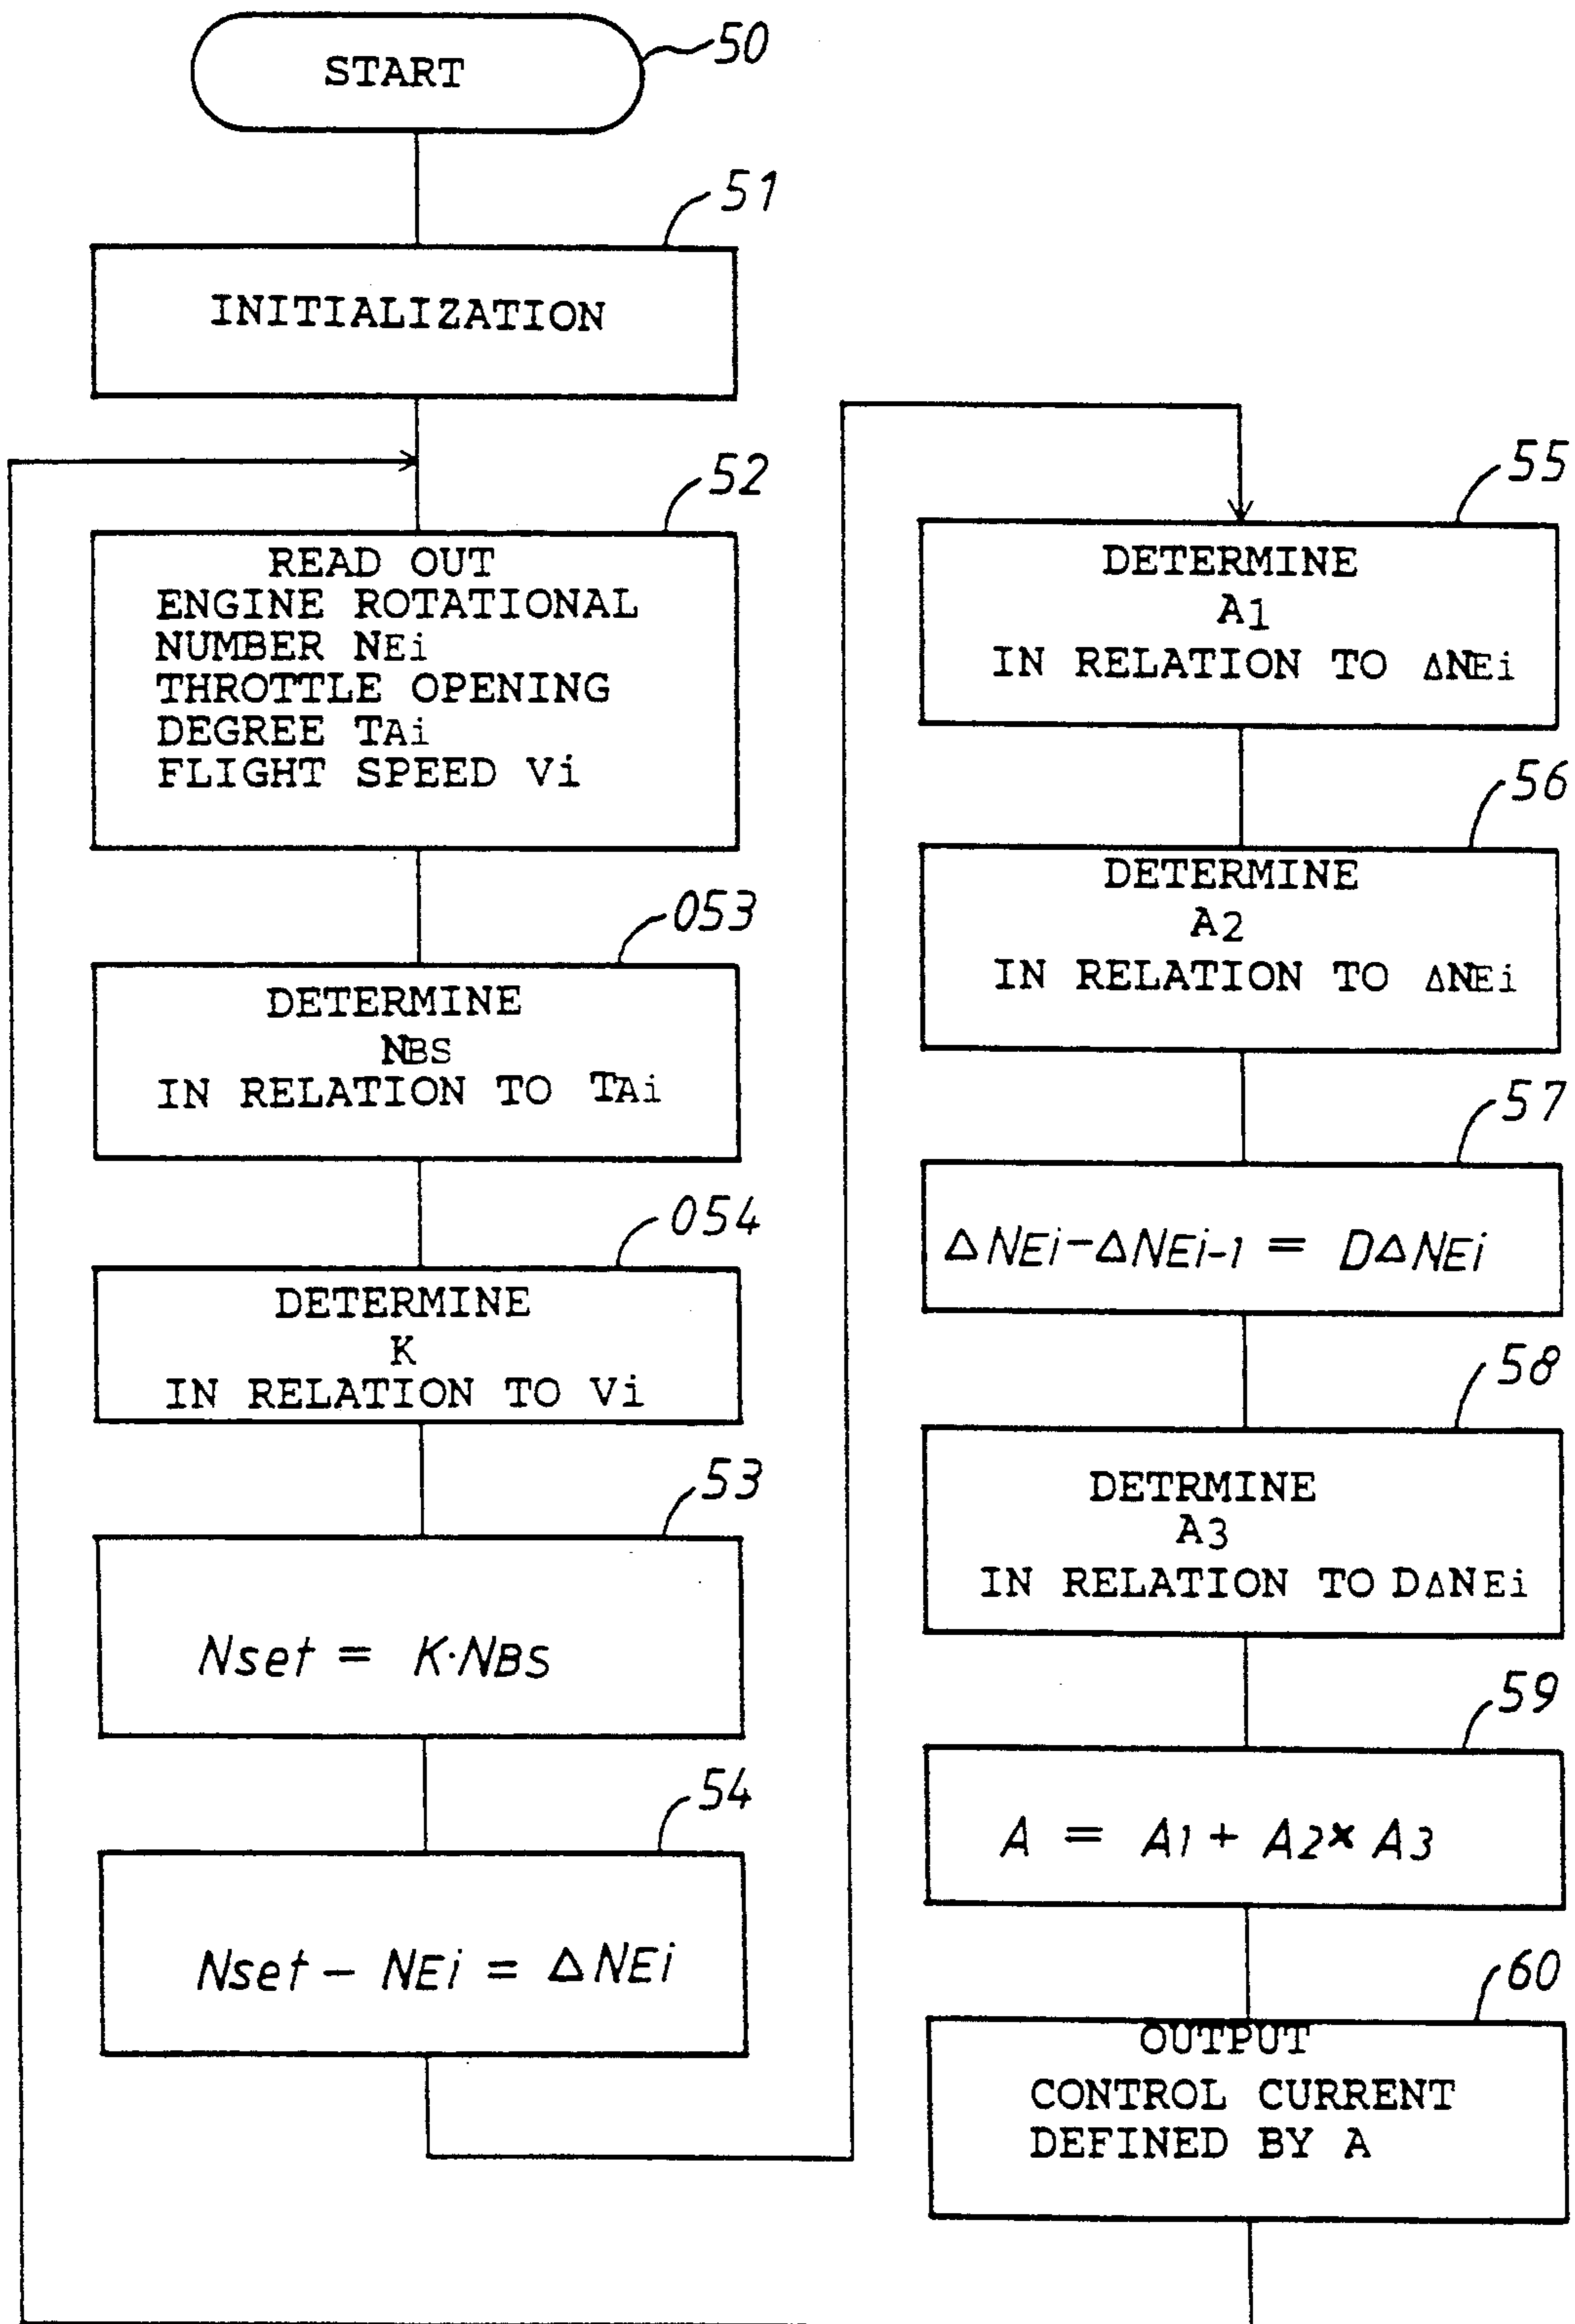 START
50
51
INITIALIZATION
52
READ OUT
ENGINE ROTATIONAL
NUMBER NEi
THROTTLE OPENING
DEGREE TAi
FLIGHT SPEED Vi
053
DETERMINE
NBS
IN RELATION TO TAi
054
DETERMINE
K
IN RELATION TO Vi
53
Nset = K·NBS
54
Nset - NEi = ΔNEi
55
DETERMINE
A1
IN RELATION TO ΔNEi
56
DETERMINE
A2
IN RELATION TO ΔNEi
57
ΔNEi-ΔNEi-1 = DΔNEi
58
DETRMINE
A3
IN RELATION TO DΔNEi
59
A = A1 + A2 × A3
60
OUTPUT
CONTROL CURRENT
DEFINED BY A